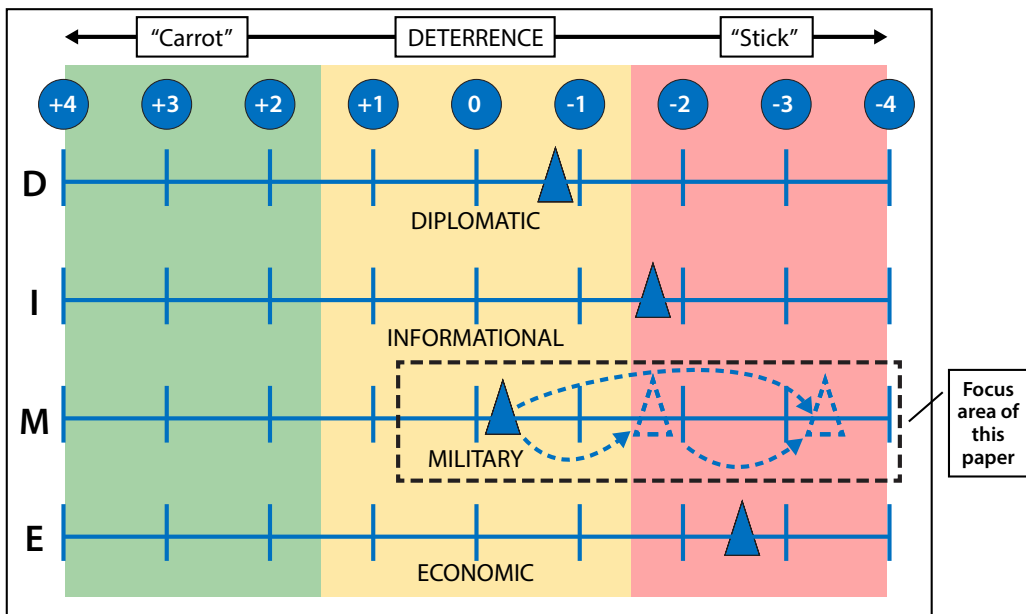 “Carrot” DETERRENCE “Stick”
+4 +3 +2 +1 0 -1 -2 -3 -4
D
DIPLOMATIC
I
INFORMATIONAL
M
MILITARY
Focus
area of
this
paper
E
ECONOMIC